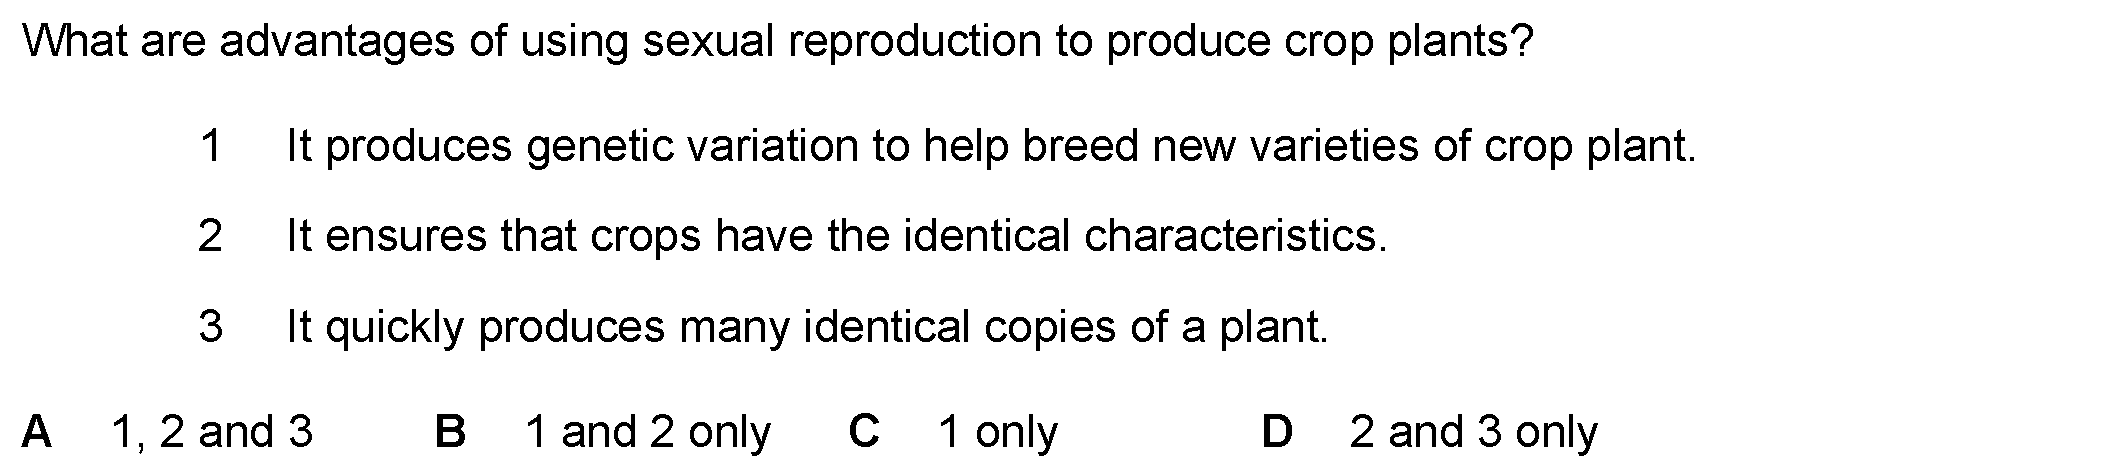 What are advantages of using sexual reproduction to produce crop plants?
1 It produces genetic variation to help breed new varieties of crop plant.
2 It ensures that crops have the identical characteristics.
3 It quickly produces many identical copies of a plant.
A 1, 2 and 3 B 1 and 2 only C 1 only D 2 and 3 only